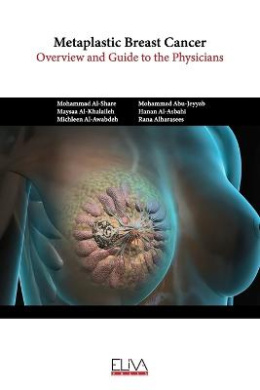 Metaplastic Breast Cancer
Overview and Guide to the Physicians
Mohammad Al-Share Mohammad Abu-Jeyyab
Maysaa Al-Khalaileh Hanan Al-Asbahi
Michleen Al-Awabdeh Rana Alharasees
ELIVA
PRESS